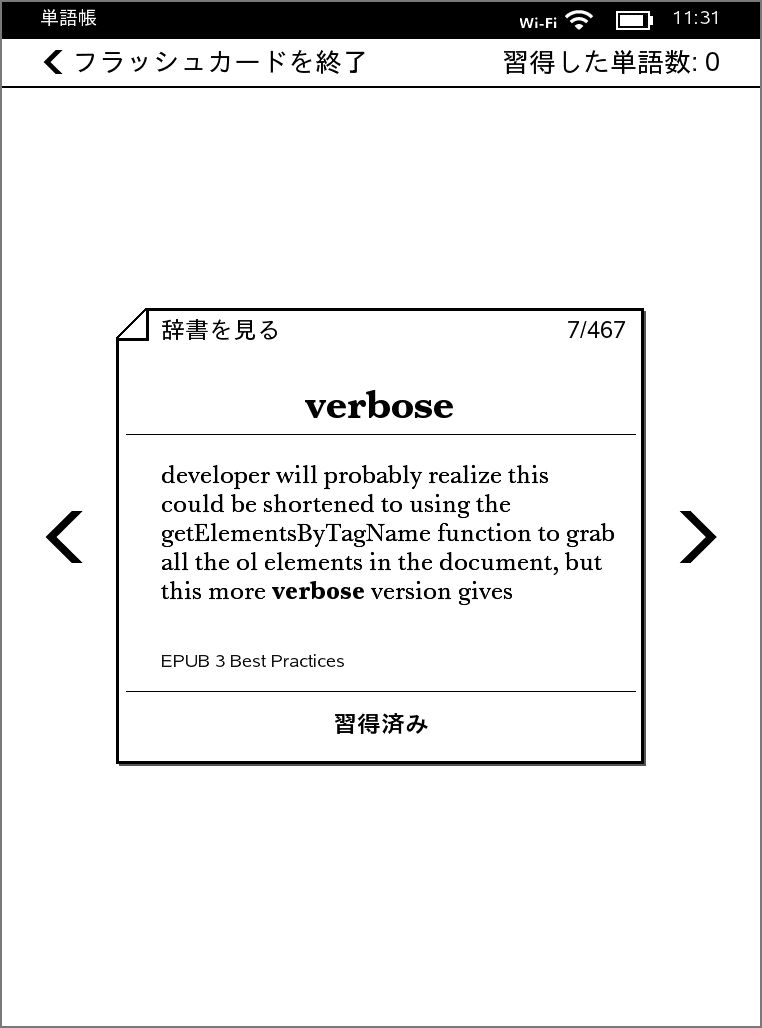 単語帳 Wi-Fi 11:31
フラッシュカードを終了 習得した単語数: 0
辞書を見る 7/467
verbose
developer will probably realize this
could be shortened to using the
getElementsByTagName function to grab
all the ol elements in the document, but
this more verbose version gives
EPUB 3 Best Practices
習得済み